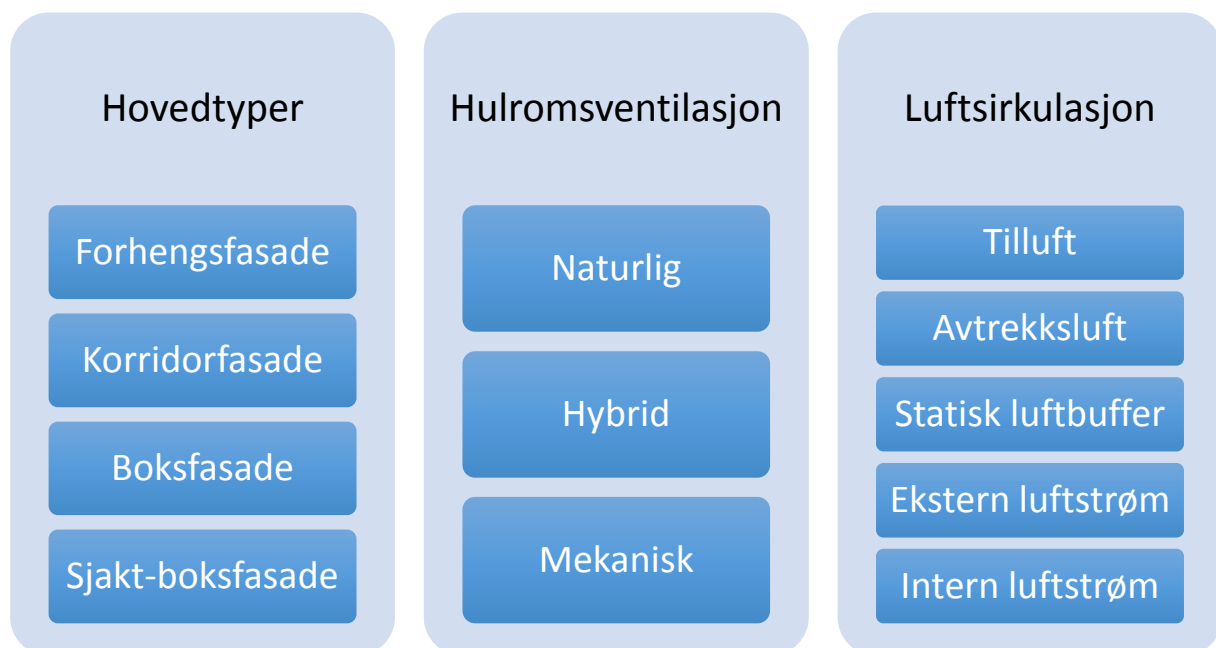 Hovedtyper
Forhengsfasade
Korridorfasade
Boksfasade
Sjakt-boksfasade
Hulromsventilasjon
Naturlig
Hybrid
Mekanisk
Luftsirkulasjon
Tilluft
Avtrekksluft
Statisk luftbuffer
Ekstern luftstrøm
Intern luftstrøm